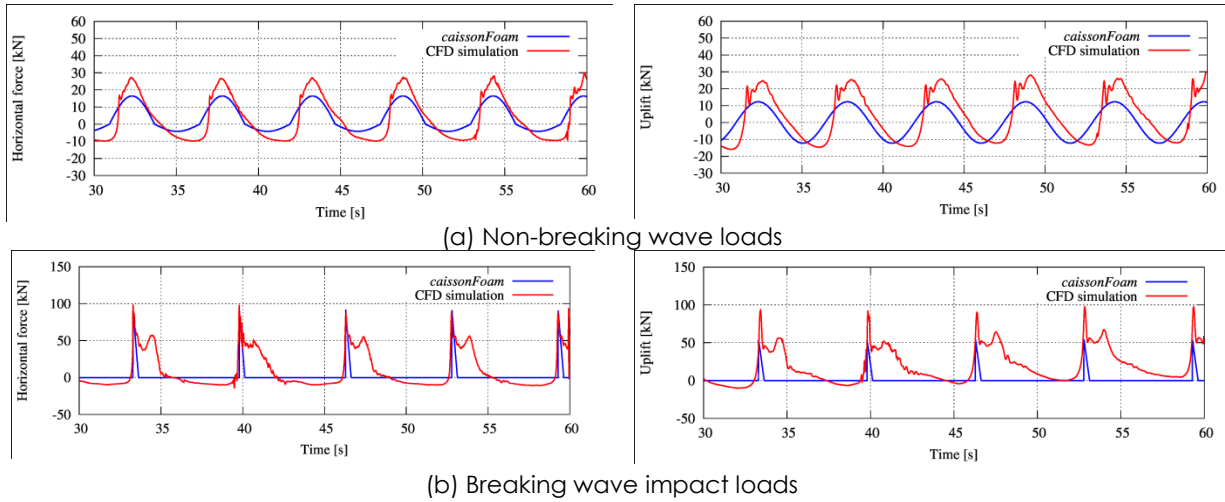 Horizontal force [kN]
60
50
40
30
20
10
0
-10
-20
-30
caissonFoam
CFD simulation
30 35 40 45 50 55 60
Time [s]
Uplift [kN]
60
50
40
30
20
10
0
-10
-20
-30
caissonFoam
CFD simulation
30 35 40 45 50 55 60
Time [s]
(a) Non-breaking wave loads
Horizontal force [kN]
150
100
50
0
-50
caissonFoam
CFD simulation
30 35 40 45 50 55 60
Time [s]
Uplift [kN]
150
100
50
0
-50
caissonFoam
CFD simulation
30 35 40 45 50 55 60
Time [s]
(b) Breaking wave impact loads